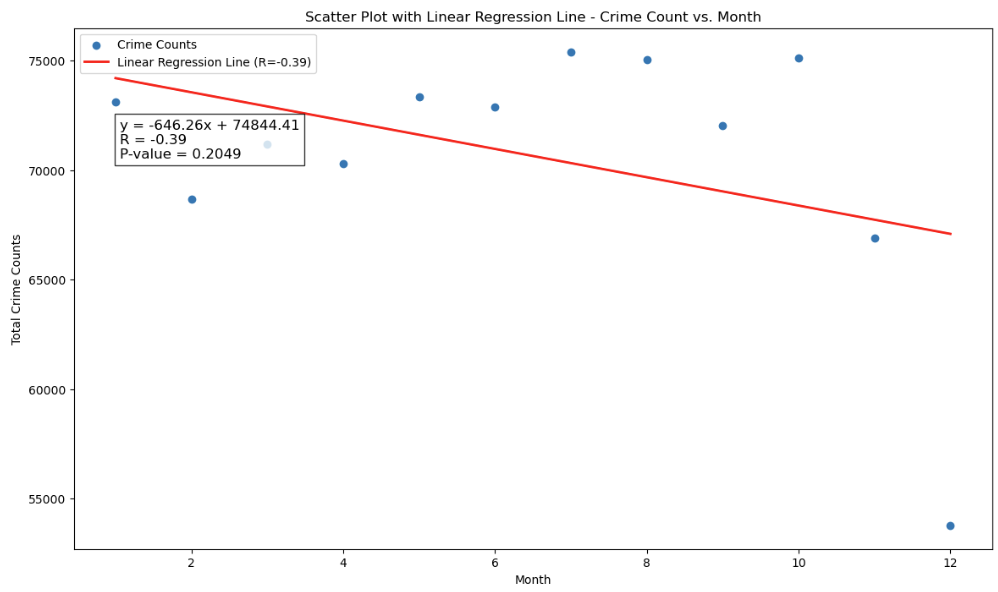 Scatter Plot with Linear Regression Line - Crime Count vs. Month
Crime Counts
Linear Regression Line (R=-0.39)
y = -646.26x + 74844.41
R = -0.39
P-value = 0.2049
75000
70000
65000
60000
55000
Total Crime Counts
2 4 6 8 10 12
Month